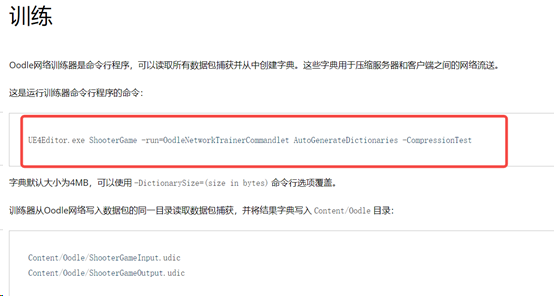 训练
Oodle网络训练器是命令行程序，可以读取所有数据包捕获并从中创建字典。这些字典用于压缩服务器和客户端之间的网络流送。
这是运行训练器命令行程序的命令：
UE4Editor.exe ShooterGame -run=OodleNetworkTrainerCommandlet AutoGenerateDictionaries -CompressionTest
字典默认大小为4MB，可以使用 -DictionarySize=(size in bytes) 命令行选项覆盖。
训练器从Oodle网络写入数据包的同一目录读取数据包捕获，并将结果字典写入 Content/Oodle 目录：
Content/Oodle/ShooterGameInput.udic
Content/Oodle/ShooterGameOutput.udic